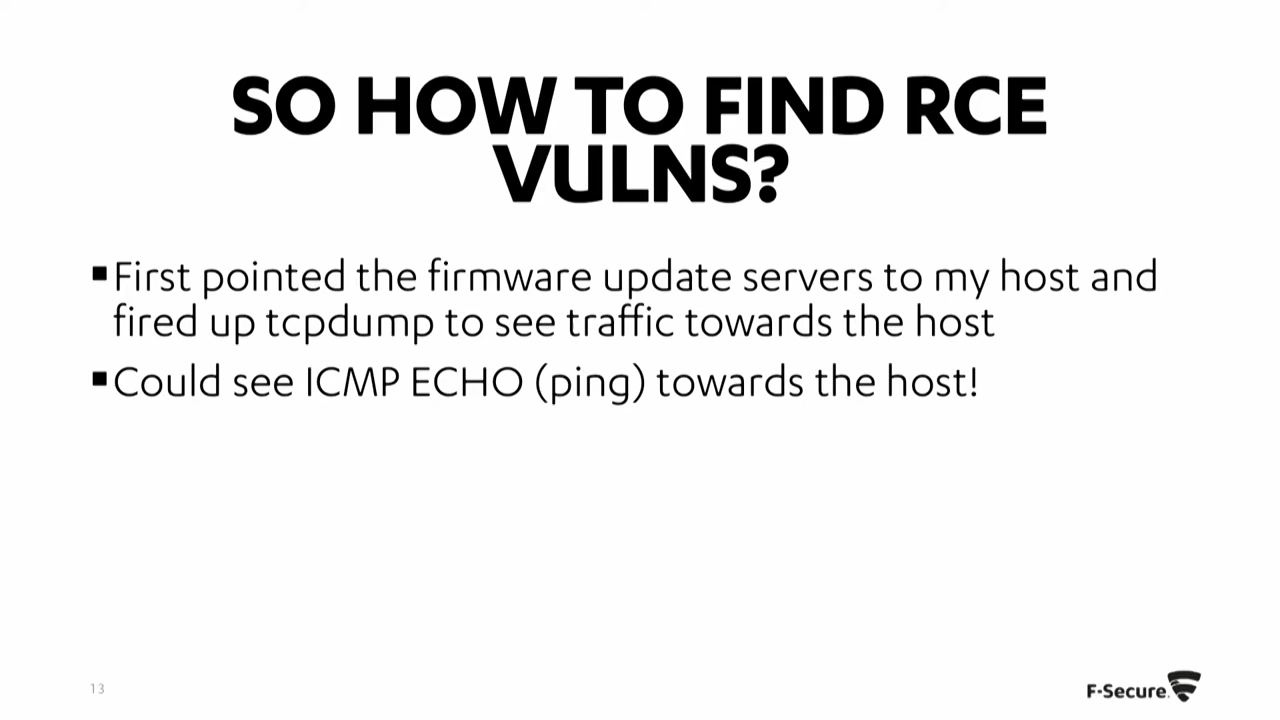 SO HOW TO FIND RCE
VULNS?
▪First pointed the firmware update servers to my host and
fired up tcpdump to see traffic towards the host
▪Could see ICMP ECHO (ping) towards the host!
13
F-Secure.